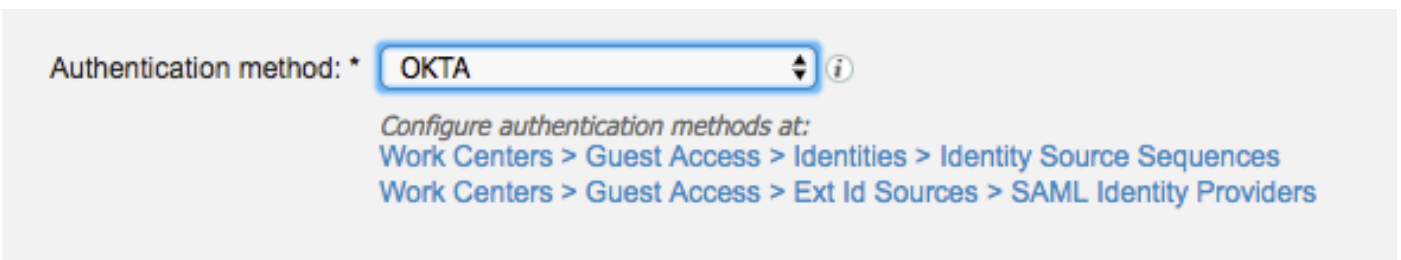 Authentication method: * OKTA i
Configure authentication methods at:
Work Centers > Guest Access > Identities > Identity Source Sequences
Work Centers > Guest Access > Ext Id Sources > SAML Identity Providers